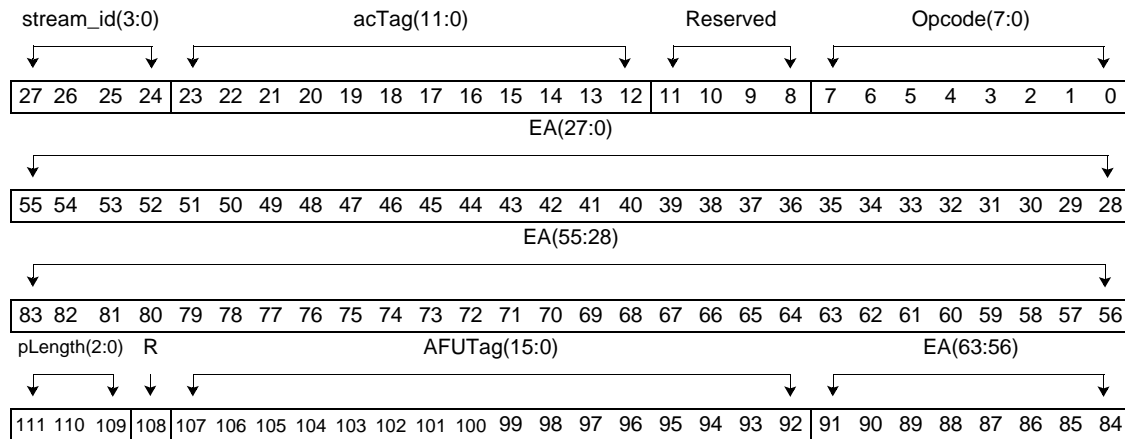 stream_id(3:0) acTag(11:0) Reserved Opcode(7:0)
27 26 25 24 23 22 21 20 19 18 17 16 15 14 13 12 11 10 9 8 7 6 5 4 3 2 1 0
EA(27:0)
55 54 53 52 51 50 49 48 47 46 45 44 43 42 41 40 39 38 37 36 35 34 33 32 31 30 29 28
EA(55:28)
83 82 81 80 79 78 77 76 75 74 73 72 71 70 69 68 67 66 65 64 63 62 61 60 59 58 57 56
pLength(2:0) R AFUTag(15:0) EA(63:56)
111 110 109 108 107 106 105 104 103 102 101 100 99 98 97 96 95 94 93 92 91 90 89 88 87 86 85 84